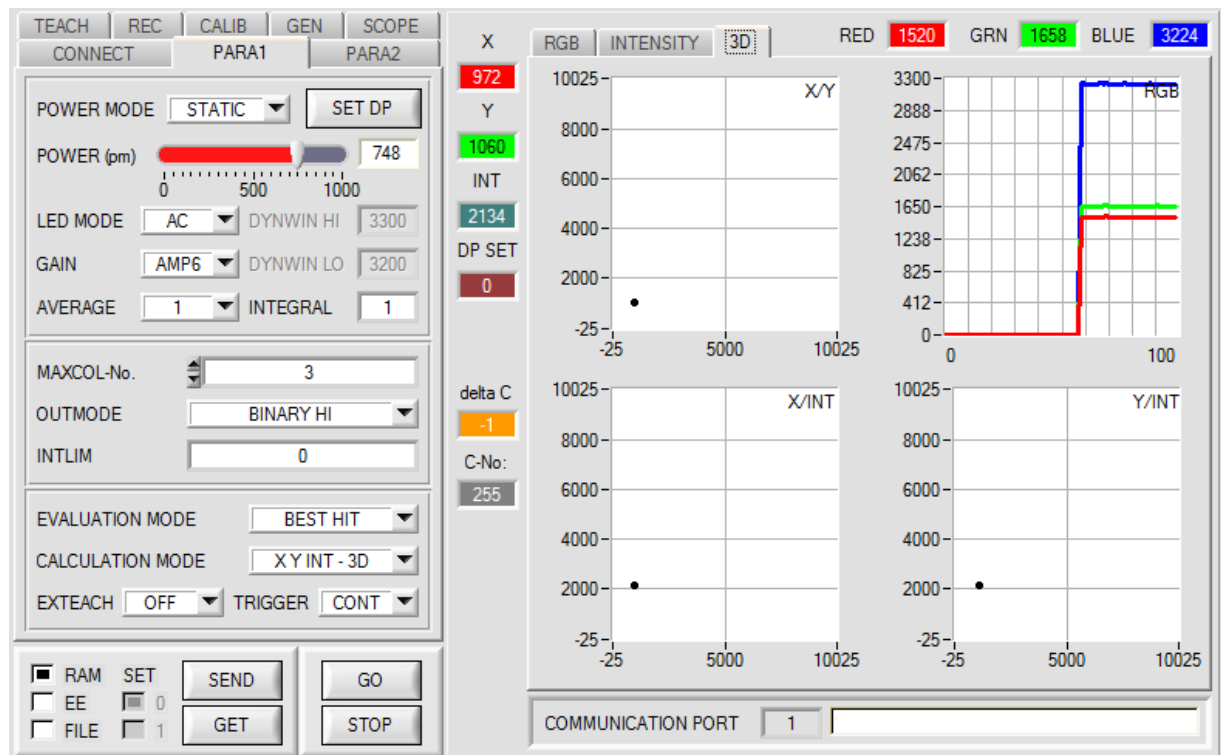 TEACH REC CALIB GEN SCOPE
CONNECT PARA1 PARA2
POWER MODE STATIC SET DP
POWER (pm) 748
0 500 1000
LED MODE AC DYNWIN HI 3300
GAIN AMP6 DYNWIN LO 3200
AVERAGE 1 INTEGRAL 1
MAXCOL-No. 3
OUTMODE BINARY HI
INTLIM 0
EVALUATION MODE BEST HIT
CALCULATION MODE X Y INT - 3D
EXTEACH OFF TRIGGER CONT
RAM SET SEND GO
EE 0
FILE 1 GET STOP
X
972
Y
1060
INT
2134
DP SET
0
delta C
-1
C-No:
255
RGB INTENSITY 3D RED 1520 GRN 1658 BLUE 3224
X/Y
10025
8000
6000
4000
2000
-25
-25 5000 10025
RGB
3300
2888
2475
2062
1650
1238
825
412
0
0 100
X/INT
10025
8000
6000
4000
2000
-25
-25 5000 10025
Y/INT
10025
8000
6000
4000
2000
-25
-25 5000 10025
COMMUNICATION PORT 1